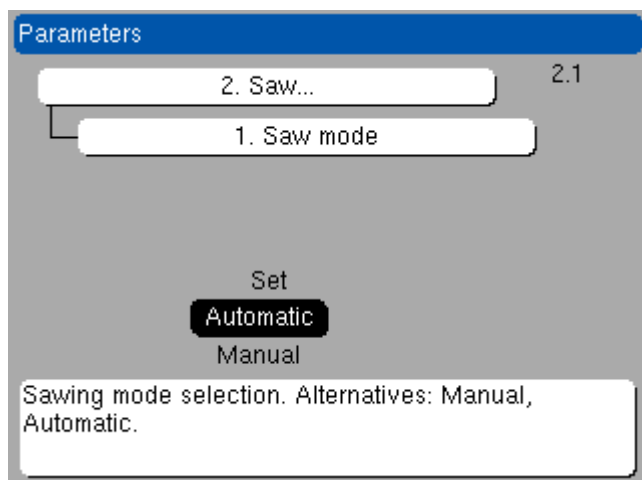 Parameters
2. Saw...
2.1
1. Saw mode
Set
Automatic
Manual
Sawing mode selection. Alternatives: Manual,
Automatic.